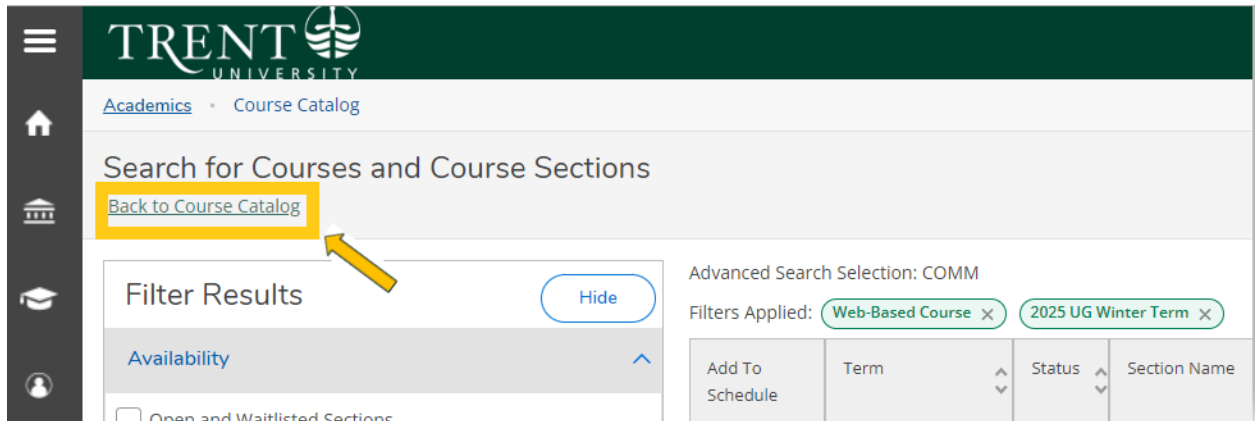 TRENT
UNIVERSITY
Academics • Course Catalog
Search for Courses and Course Sections
Back to Course Catalog
Filter Results
Hide
Availability
Open and Waitlisted Sections
Advanced Search Selection: COMM
Filters Applied: Web-Based Course × 2025 UG Winter Term ×
Add To Schedule Term Status Section Name